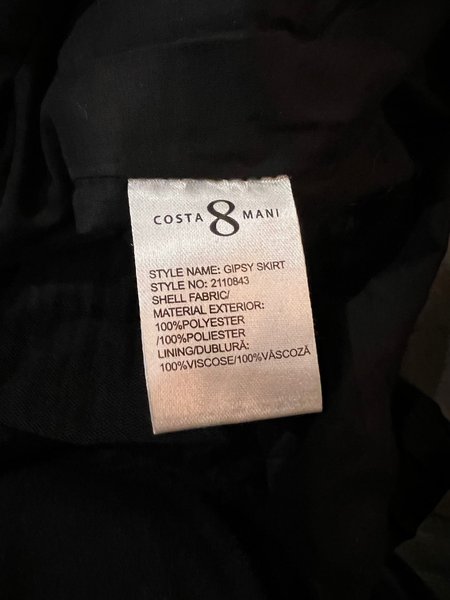 COSTA 8 MANI
STYLE NAME: GIPSY SKIRT
STYLE NO: 2110843
SHELL FABRIC/
MATERIAL EXTERIOR:
100%POLYESTER
/100%POLIESTER
LINING/DUBLURĂ:
100%VISCOSE/100%VÂSCOZĂ